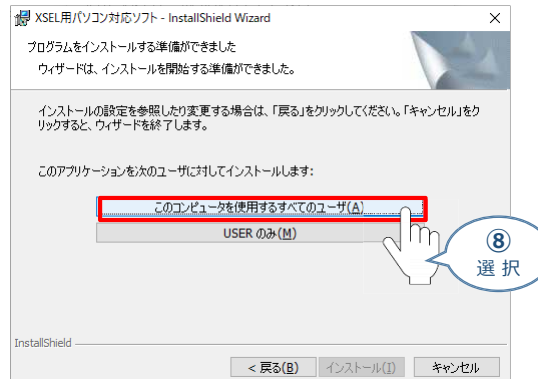 XSEL用パソコン対応ソフト - InstallShield Wizard
プログラムをインストールする準備ができました
ウィザードは、インストールを開始する準備ができました。
インストールの設定を参照したり変更する場合は、「戻る」をクリックしてください。「キャンセル」をク
リックすると、ウィザードを終了します。
このアプリケーションを次のユーザに対してインストールします:
このコンピュータを使用するすべてのユーザ(A)
USER のみ(M)
⑧
選択
InstallShield
< 戻る(B) インストール(I) キャンセル